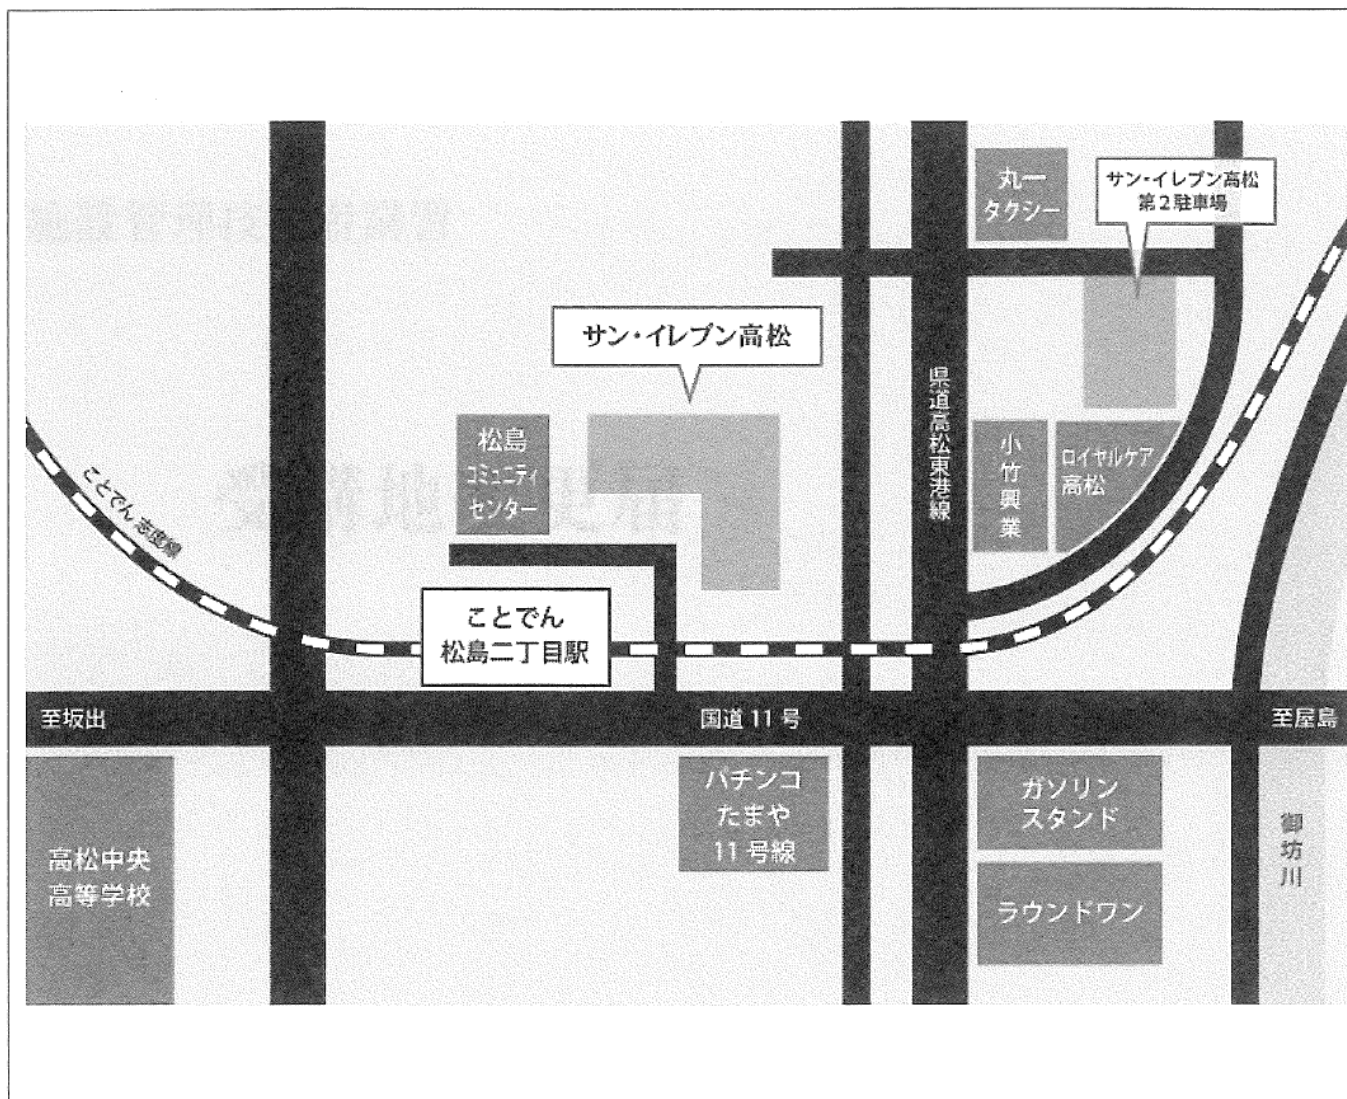 丸一
タクシー
サン・イレブン高松
第2駐車場
サン・イレブン高松
県道高松東港線
松島
コミュニティ
センター
小竹興業
ロイヤルケア
高松
ことでん 志度線
ことでん
松島二丁目駅
至坂出
国道 11 号
至屋島
パチンコ
たまや
11 号線
ガソリン
スタンド
高松中央
高等学校
ラウンドワン
御坊川